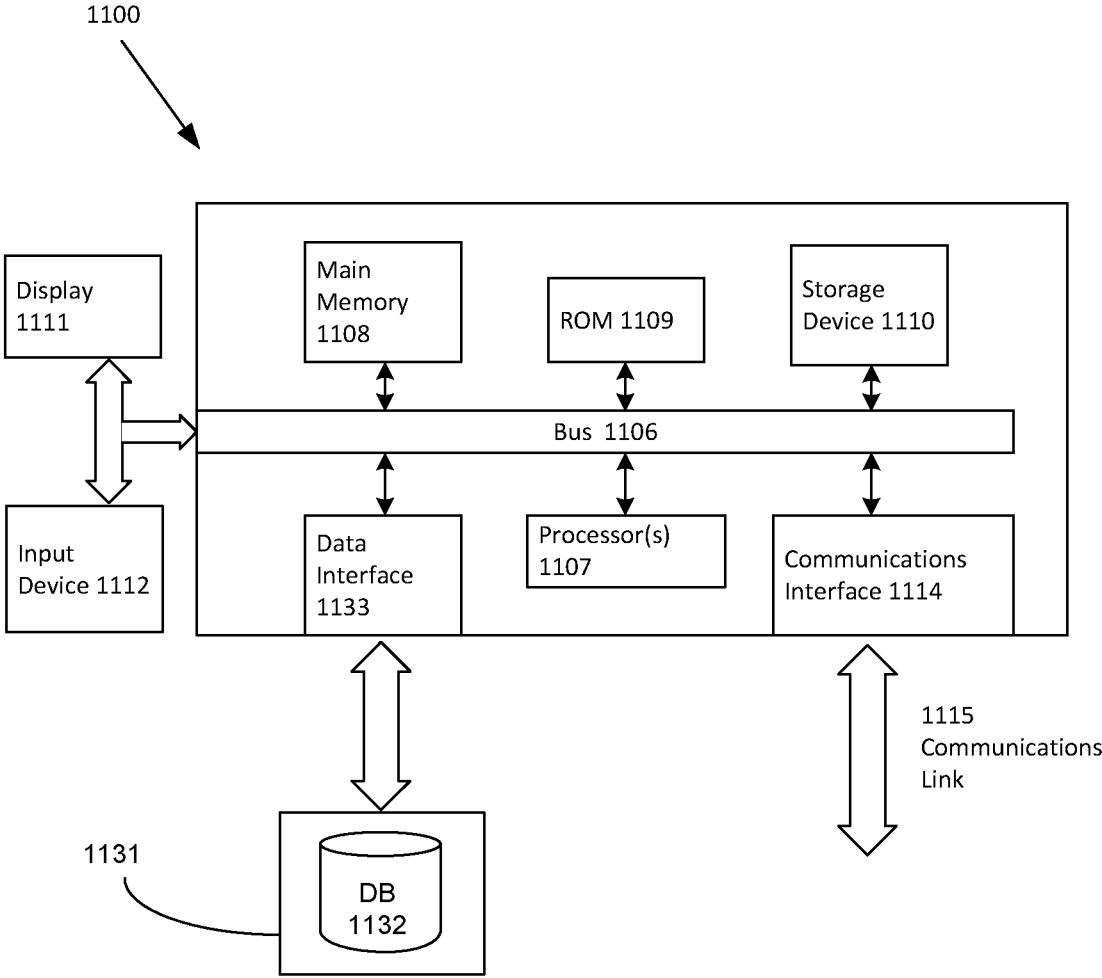 1100
Display
1111
Main
Memory
1108
ROM 1109
Storage
Device 1110
Bus 1106
Input
Device 1112
Data
Interface
1133
Processor(s)
1107
Communications
Interface 1114
1115
Communications
Link
1131
DB
1132